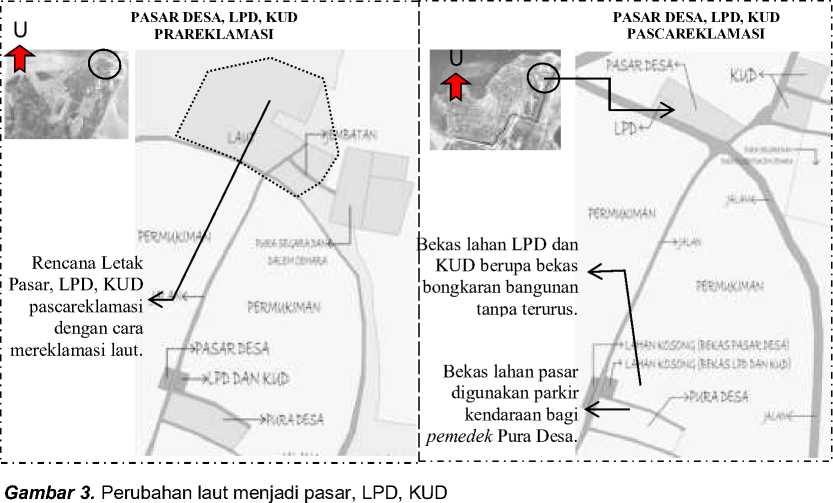 PASAR DESA, LPD, KUD
PRAREKLAMASI
U
LAUT
JEMBATAN
PERMUKIMAN
PURA SEGARA DAN
DALEM CEMARA
Rencana Letak
Pasar, LPD, KUD
pascareklamasi
dengan cara
mereklamasi laut.
JALAN
PERMUKIMAN
PASAR DESA
LPD DAN KUD
PURA DESA
JALAN
PASAR DESA, LPD, KUD
PASCAREKLAMASI
U
PASAR DESA
KUD
LPD
JALAN
PERMUKIMAN
JALAN
Bekas lahan LPD dan
KUD berupa bekas
bongkaran bangunan
tanpa terurus.
PERMUKIMAN
LAHAN KOSONG (BEKAS PASAR DESA)
LAHAN KOSONG (BEKAS LPD DAN KUD)
Bekas lahan pasar
digunakan parkir
kendaraan bagi
pemedek Pura Desa.
PURA DESA
JALAN
Gambar 3. Perubahan laut menjadi pasar, LPD, KUD